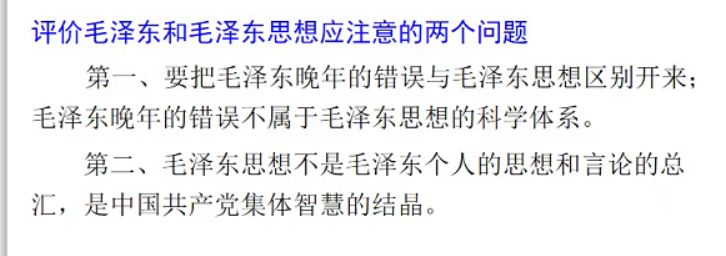 评价毛泽东和毛泽东思想应注意的两个问题
第一、要把毛泽东晚年的错误与毛泽东思想区别开来；
毛泽东晚年的错误不属于毛泽东思想的科学体系。
第二、毛泽东思想不是毛泽东个人的思想和言论的总
汇，是中国共产党集体智慧的结晶。